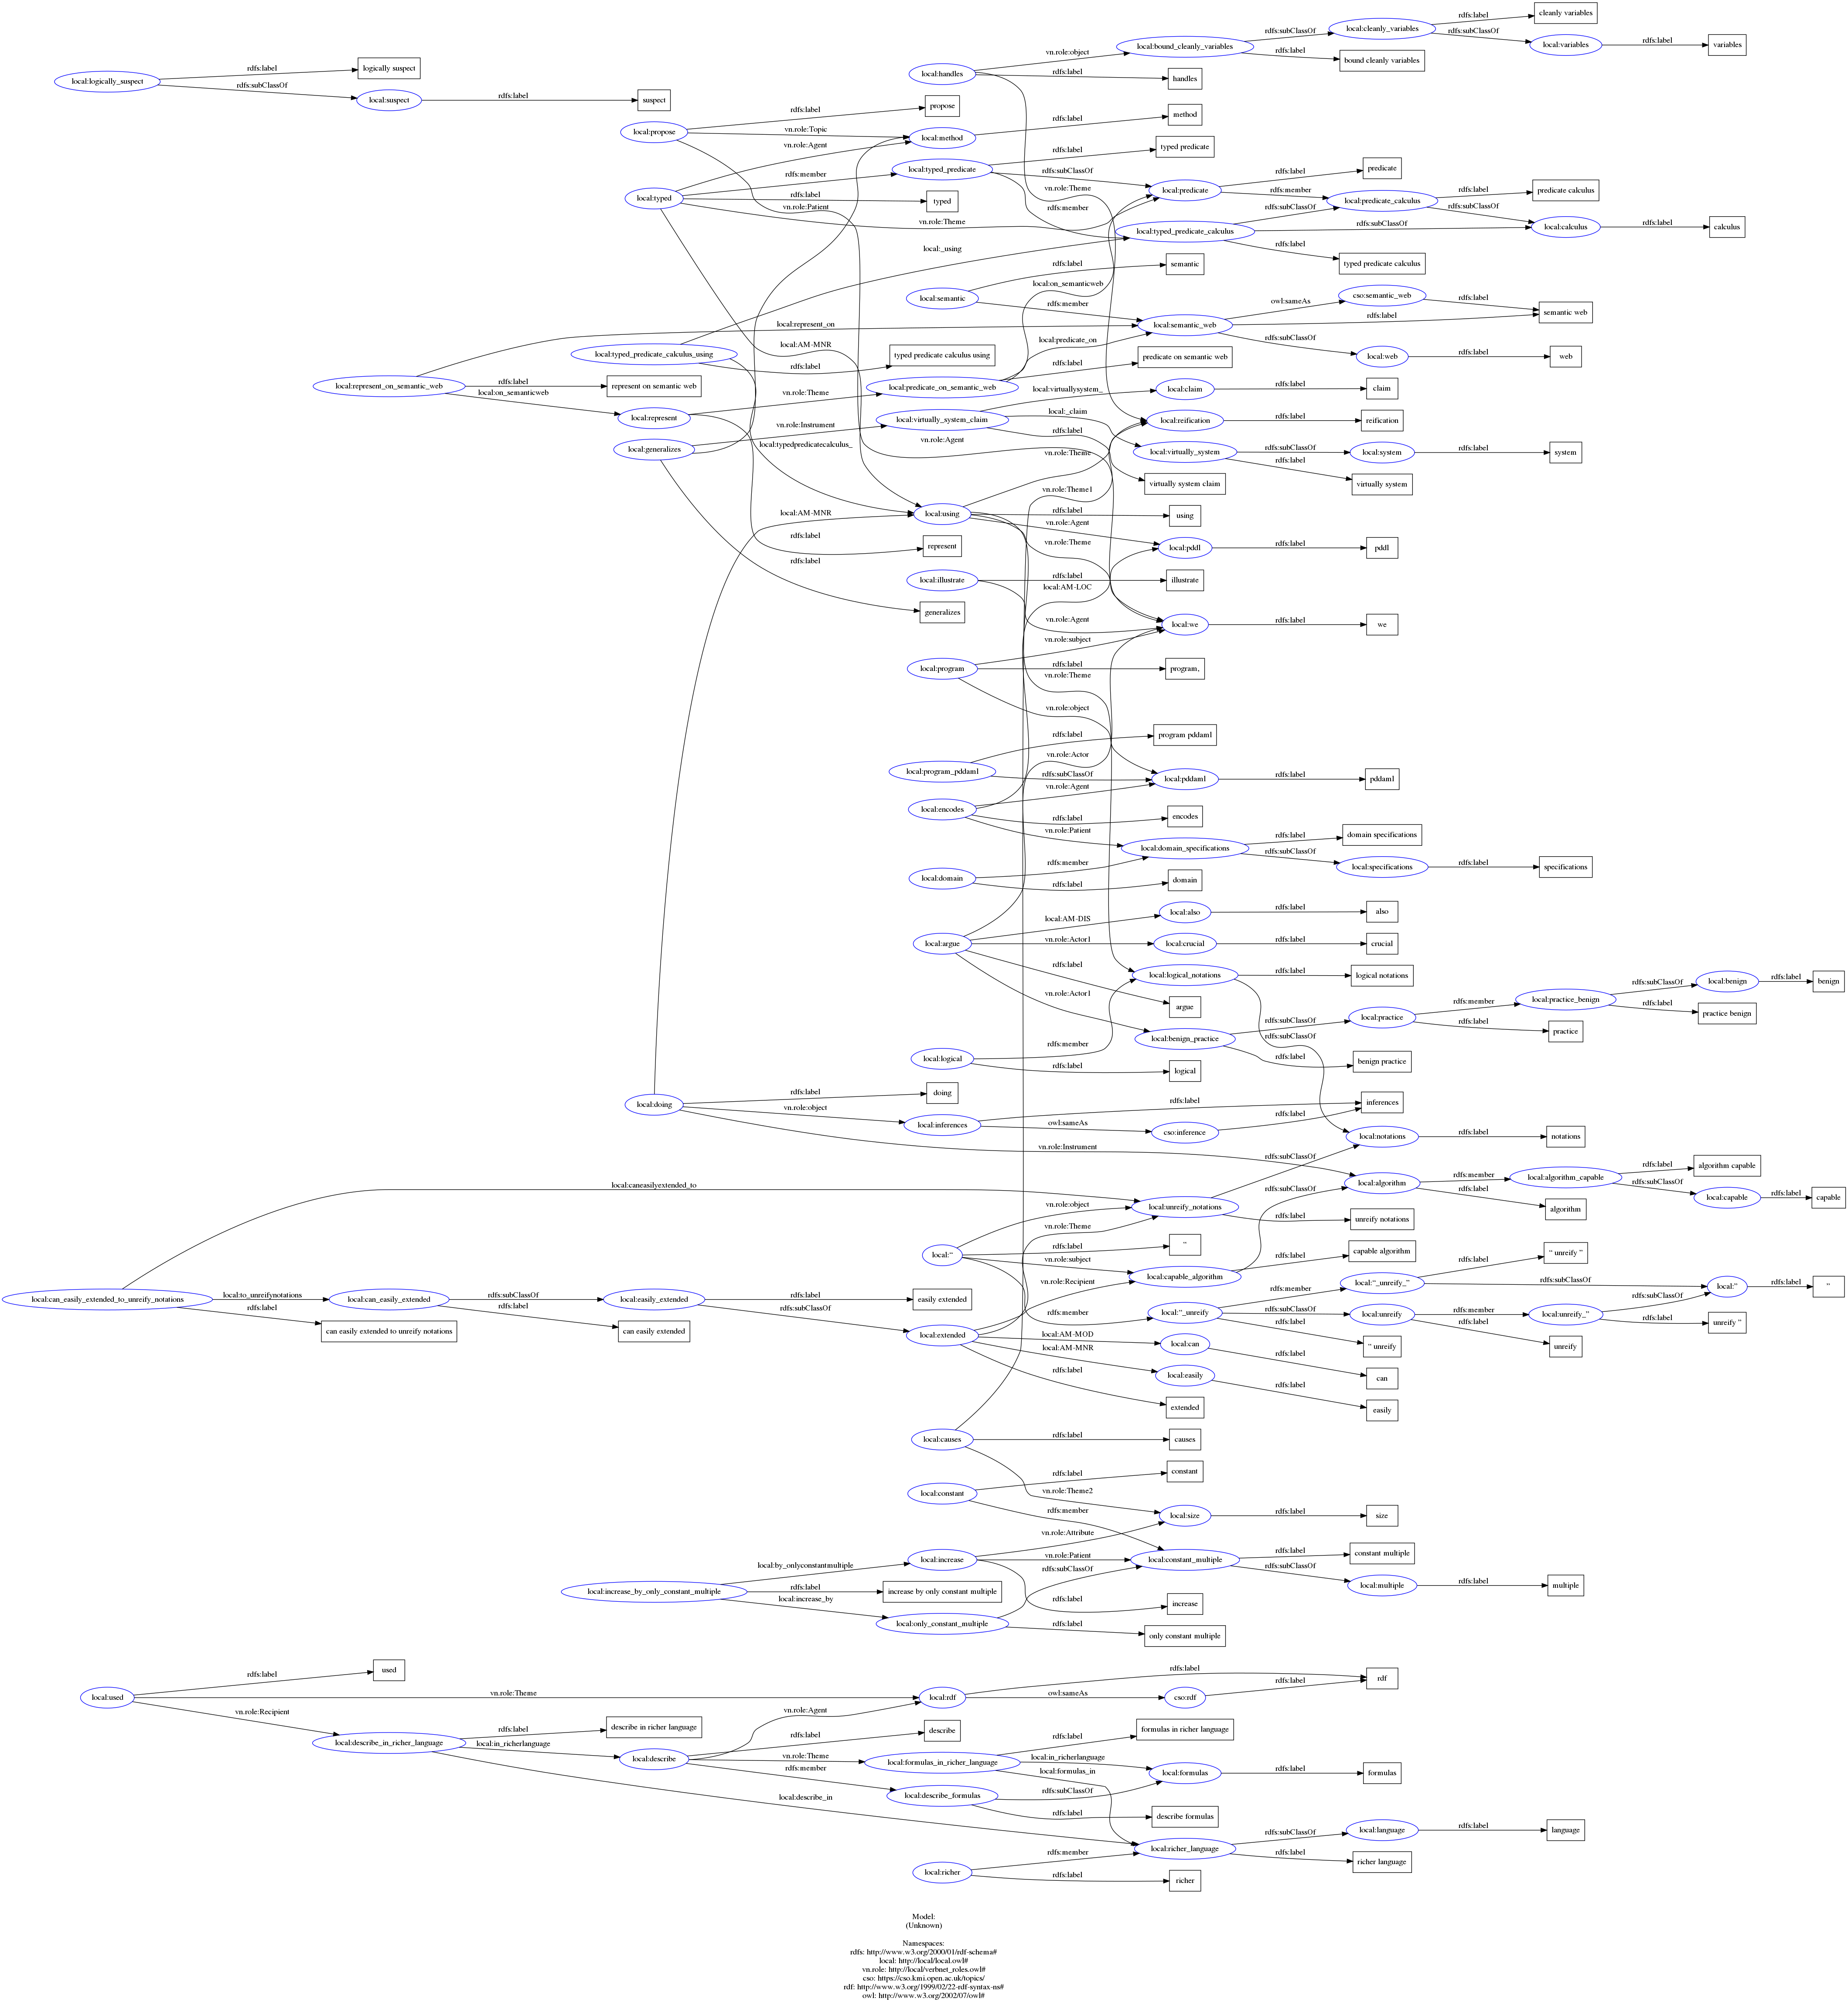 rdfs:label
cleanly variables
local:cleanly_variables
rdfs:subClassOf
rdfs:subClassOf
local:variables
rdfs:label
variables
vn.role:object
local:bound_cleanly_variables
rdfs:label
bound cleanly variables
local:logically_suspect
rdfs:label
logically suspect
rdfs:subClassOf
local:suspect
rdfs:label
suspect
local:handles
rdfs:label
handles
vn.role:Theme
local:propose
rdfs:label
propose
vn.role:Topic
vn.role:Patient
local:method
rdfs:label
method
vn.role:Agent
local:typed
rdfs:member
local:typed_predicate
rdfs:label
typed predicate
rdfs:subClassOf
rdfs:member
rdfs:label
typed
vn.role:Theme
local:AM-MNR
local:predicate
rdfs:label
predicate
rdfs:member
local:predicate_calculus
rdfs:label
predicate calculus
rdfs:subClassOf
local:typed_predicate_calculus
rdfs:subClassOf
rdfs:subClassOf
local:calculus
rdfs:label
calculus
rdfs:label
typed predicate calculus
local:_using
local:semantic
rdfs:label
semantic
rdfs:member
local:on_semanticweb
owl:sameAs
cso:semantic_web
rdfs:label
semantic web
local:semantic_web
rdfs:label
rdfs:subClassOf
local:web
rdfs:label
web
local:represent_on
local:typed_predicate_calculus_using
rdfs:label
typed predicate calculus using
local:typedpredicatecalculus_
local:represent_on_semantic_web
rdfs:label
represent on semantic web
local:on_semanticweb
local:represent
vn.role:Theme
rdfs:label
represent
local:predicate_on_semantic_web
local:predicate_on
rdfs:label
predicate on semantic web
local:virtuallysystem_
local:claim
rdfs:label
claim
local:virtually_system_claim
local:_claim
rdfs:label
virtually system claim
local:reification
rdfs:label
reification
local:virtually_system
rdfs:subClassOf
local:system
rdfs:label
system
rdfs:label
virtually system
local:generalizes
vn.role:Instrument
vn.role:Agent
rdfs:label
generalizes
local:AM-MNR
local:using
vn.role:Theme
vn.role:Theme1
rdfs:label
using
vn.role:Agent
local:pddl
rdfs:label
pddl
vn.role:Theme
local:illustrate
rdfs:label
illustrate
local:AM-LOC
vn.role:Agent
local:we
rdfs:label
we
local:program
vn.role:subject
rdfs:label
program,
vn.role:Theme
vn.role:object
local:program_pddaml
rdfs:label
program pddaml
rdfs:subClassOf
local:pddaml
rdfs:label
pddaml
vn.role:Actor
local:encodes
vn.role:Agent
rdfs:label
encodes
vn.role:Patient
local:domain_specifications
rdfs:label
domain specifications
rdfs:subClassOf
local:specifications
rdfs:label
specifications
local:domain
rdfs:member
rdfs:label
domain
local:argue
local:AM-DIS
local:also
rdfs:label
also
vn.role:Actor1
local:crucial
rdfs:label
crucial
rdfs:label
argue
vn.role:Actor1
local:logical_notations
rdfs:label
logical notations
rdfs:subClassOf
local:benign_practice
rdfs:subClassOf
local:practice
rdfs:member
local:practice_benign
rdfs:subClassOf
local:benign
rdfs:label
benign
rdfs:label
practice benign
rdfs:label
practice
rdfs:label
benign practice
local:logical
rdfs:member
rdfs:label
logical
local:doing
rdfs:label
doing
vn.role:object
local:inferences
rdfs:label
inferences
owl:sameAs
cso:inference
rdfs:label
vn.role:Instrument
local:notations
rdfs:label
notations
rdfs:subClassOf
local:algorithm
rdfs:member
local:algorithm_capable
rdfs:label
algorithm capable
rdfs:subClassOf
local:capable
rdfs:label
capable
rdfs:label
algorithm
local:caneasilyextended_to
local:unreify_notations
rdfs:subClassOf
rdfs:label
unreify notations
local:“
vn.role:object
vn.role:Theme
rdfs:label
“
vn.role:subject
local:capable_algorithm
rdfs:label
capable algorithm
vn.role:Recipient
rdfs:member
local:“_unreify
rdfs:member
local:“_unreify_”
rdfs:label
“ unreify ”
rdfs:subClassOf
local:”
rdfs:label
”
rdfs:subClassOf
local:unreify
rdfs:member
local:unreify_”
rdfs:subClassOf
rdfs:label
unreify ”
rdfs:label
“ unreify
rdfs:label
unreify
local:can_easily_extended_to_unreify_notations
local:to_unreifynotations
local:can_easily_extended
rdfs:subClassOf
local:easily_extended
rdfs:label
easily extended
rdfs:label
can easily extended to unreify notations
rdfs:label
can easily extended
rdfs:subClassOf
local:extended
local:AM-MOD
local:can
rdfs:label
can
local:AM-MNR
local:easily
rdfs:label
easily
rdfs:label
extended
local:causes
rdfs:label
causes
vn.role:Theme2
local:constant
rdfs:label
constant
rdfs:member
local:size
rdfs:label
size
local:by_onlyconstantmultiple
local:increase
vn.role:Attribute
vn.role:Patient
rdfs:label
increase
local:constant_multiple
rdfs:label
constant multiple
rdfs:subClassOf
local:multiple
rdfs:label
multiple
local:increase_by_only_constant_multiple
rdfs:label
increase by only constant multiple
local:increase_by
local:only_constant_multiple
rdfs:subClassOf
rdfs:label
only constant multiple
local:used
rdfs:label
used
vn.role:Theme
vn.role:Recipient
local:rdf
rdfs:label
rdf
owl:sameAs
cso:rdf
rdfs:label
local:describe_in_richer_language
rdfs:label
describe in richer language
local:in_richerlanguage
local:describe_in
local:describe
vn.role:Agent
rdfs:label
describe
vn.role:Theme
rdfs:member
local:formulas_in_richer_language
rdfs:label
formulas in richer language
local:in_richerlanguage
local:formulas_in
local:formulas
rdfs:label
formulas
local:describe_formulas
rdfs:subClassOf
rdfs:label
describe formulas
local:richer_language
rdfs:subClassOf
local:language
rdfs:label
language
rdfs:label
richer language
local:richer
rdfs:member
rdfs:label
richer
Model:
(Unknown)
Namespaces:
rdfs: http://www.w3.org/2000/01/rdf-schema#
local: http://local/local.owl#
vn.role: http://local/verbnet_roles.owl#
cso: https://cso.kmi.open.ac.uk/topics/
rdf: http://www.w3.org/1999/02/22-rdf-syntax-ns#
owl: http://www.w3.org/2002/07/owl#